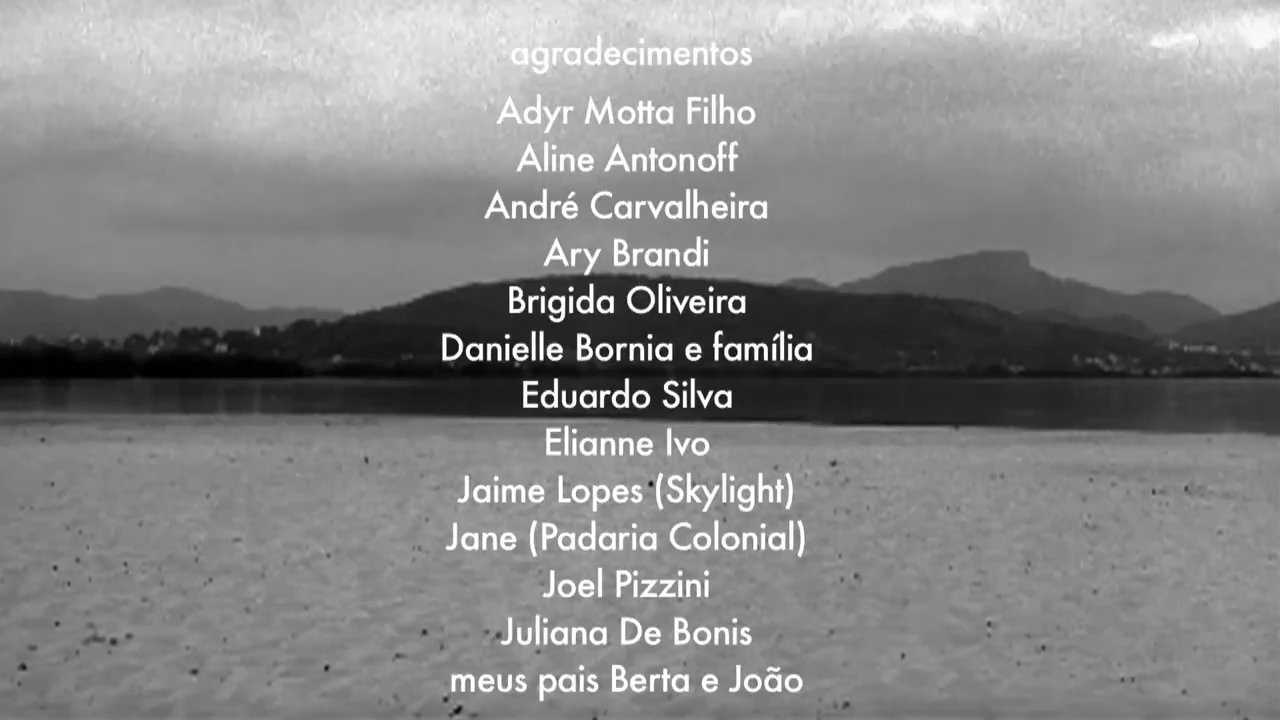 agradecimentos
Adyr Motta Filho
Aline Antonoff
André Carvalheira
Ary Brandi
Brigida Oliveira
Danielle Bornia e família
Eduardo Silva
Elianne Ivo
Jaime Lopes (Skylight)
Jane (Padaria Colonial)
Joel Pizzini
Juliana De Bonis
meus pais Berta e João